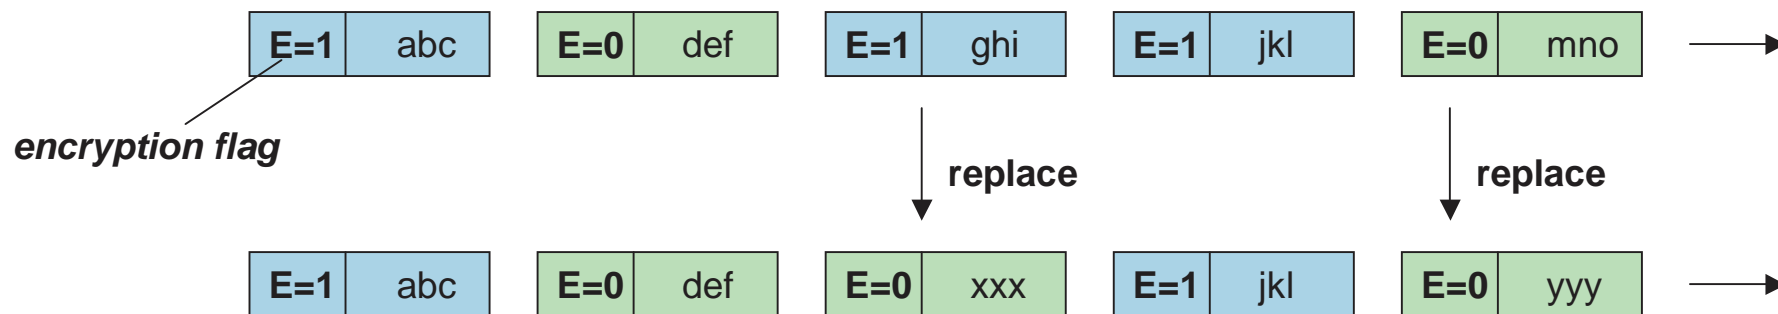 E=1 abc E=0 def E=1 ghi E=1 jkl E=0 mno
encryption flag
replace replace
E=1 abc E=0 def E=0 xxx E=1 jkl E=0 yyy